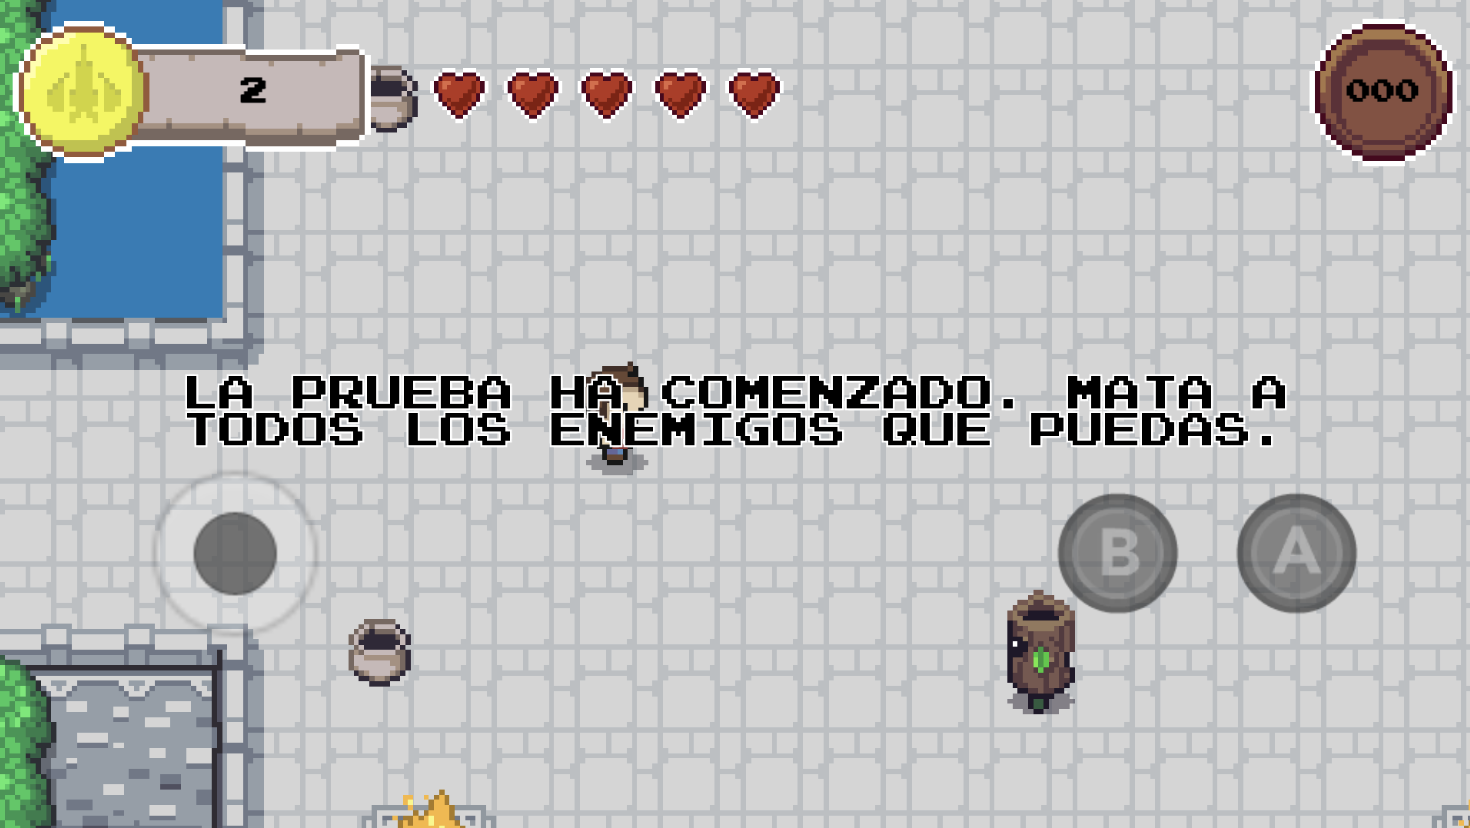 2
000
LA PRUEBA HA COMENZADO. MATA A
TODOS LOS ENEMIGOS QUE PUEDAS.
B
A